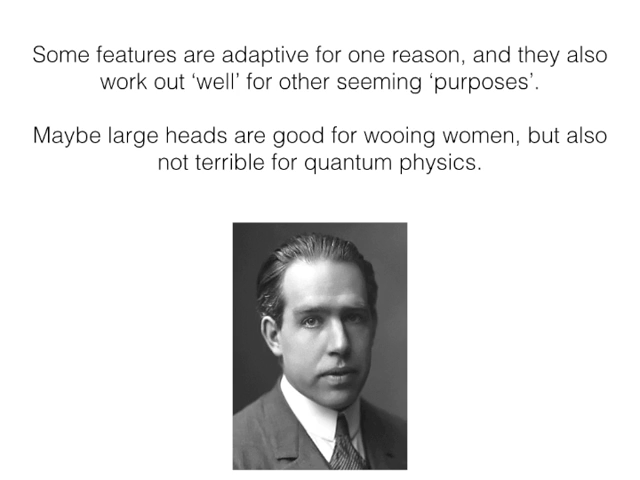 Some features are adaptive for one reason, and they also
work out ‘well’ for other seeming ‘purposes’.
Maybe large heads are good for wooing women, but also
not terrible for quantum physics.